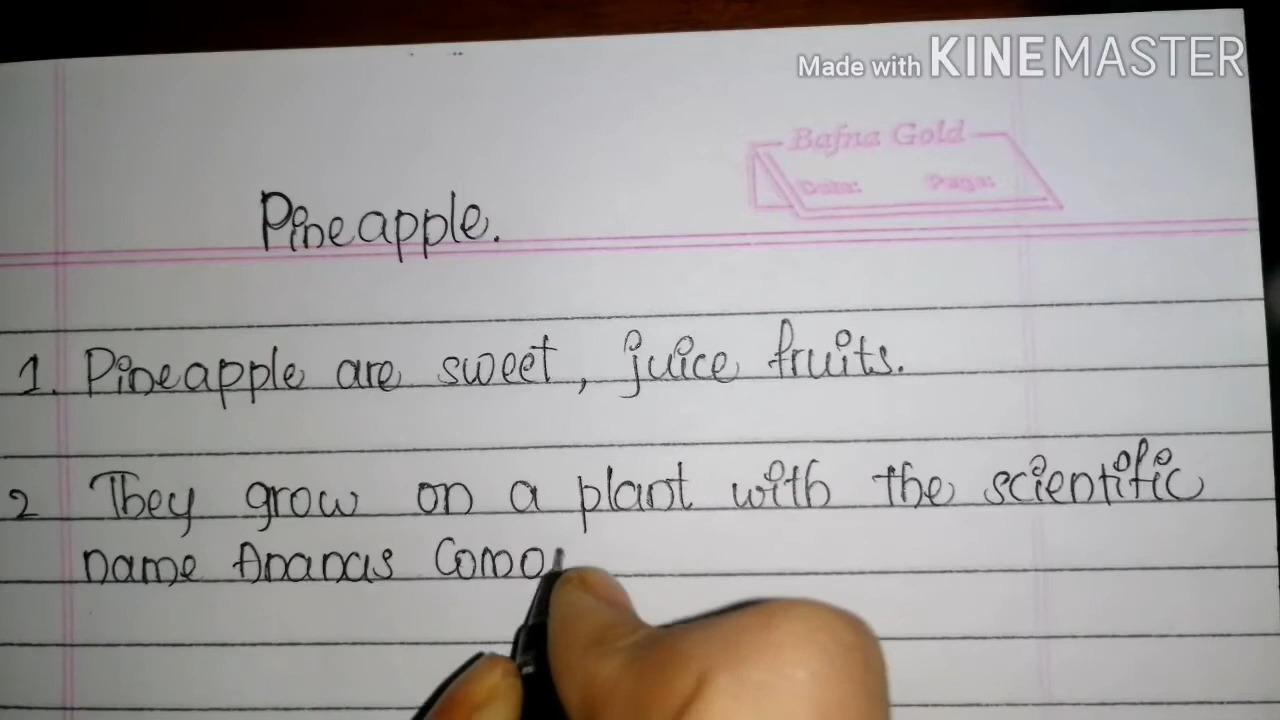 Made with KINEMASTER
Bafna Gold
Date: Page:
Pineapple.
1. Pineapple are sweet, juice fruits.
2 They grow on a plant with the scientific
name Ananas Como